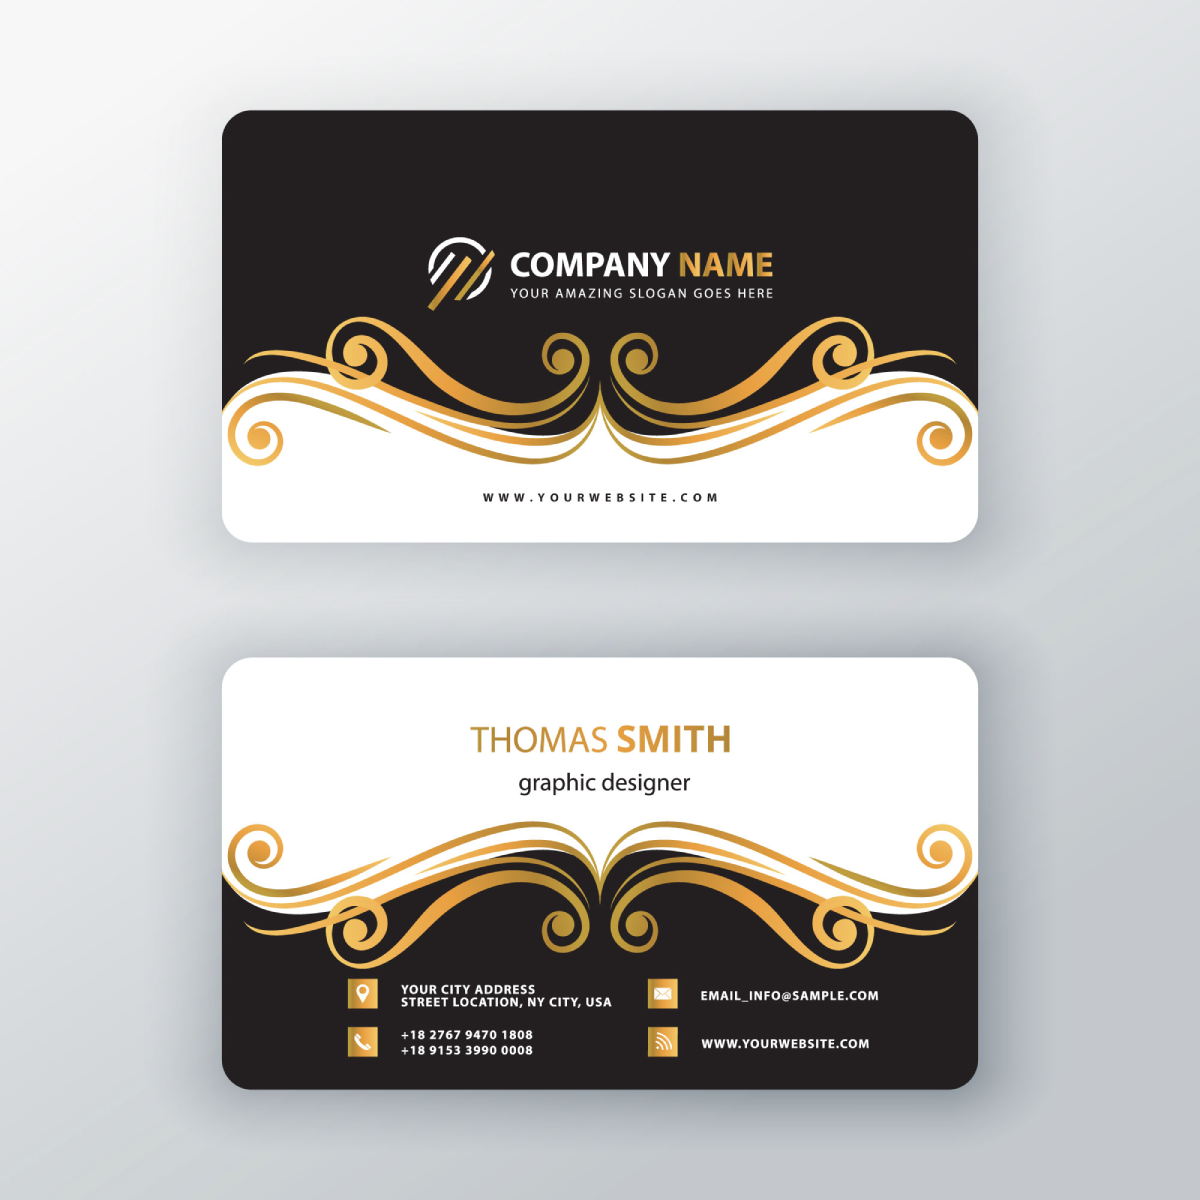 COMPANY NAME
YOUR AMAZING SLOGAN GOES HERE
WWW.YOURWEBSITE.COM
THOMAS SMITH
graphic designer
YOUR CITY ADDRESS
STREET LOCATION, NY CITY, USA
+18 2767 9470 1808
+18 9153 3990 0008
EMAIL_INFO@SAMPLE.COM
WWW.YOURWEBSITE.COM